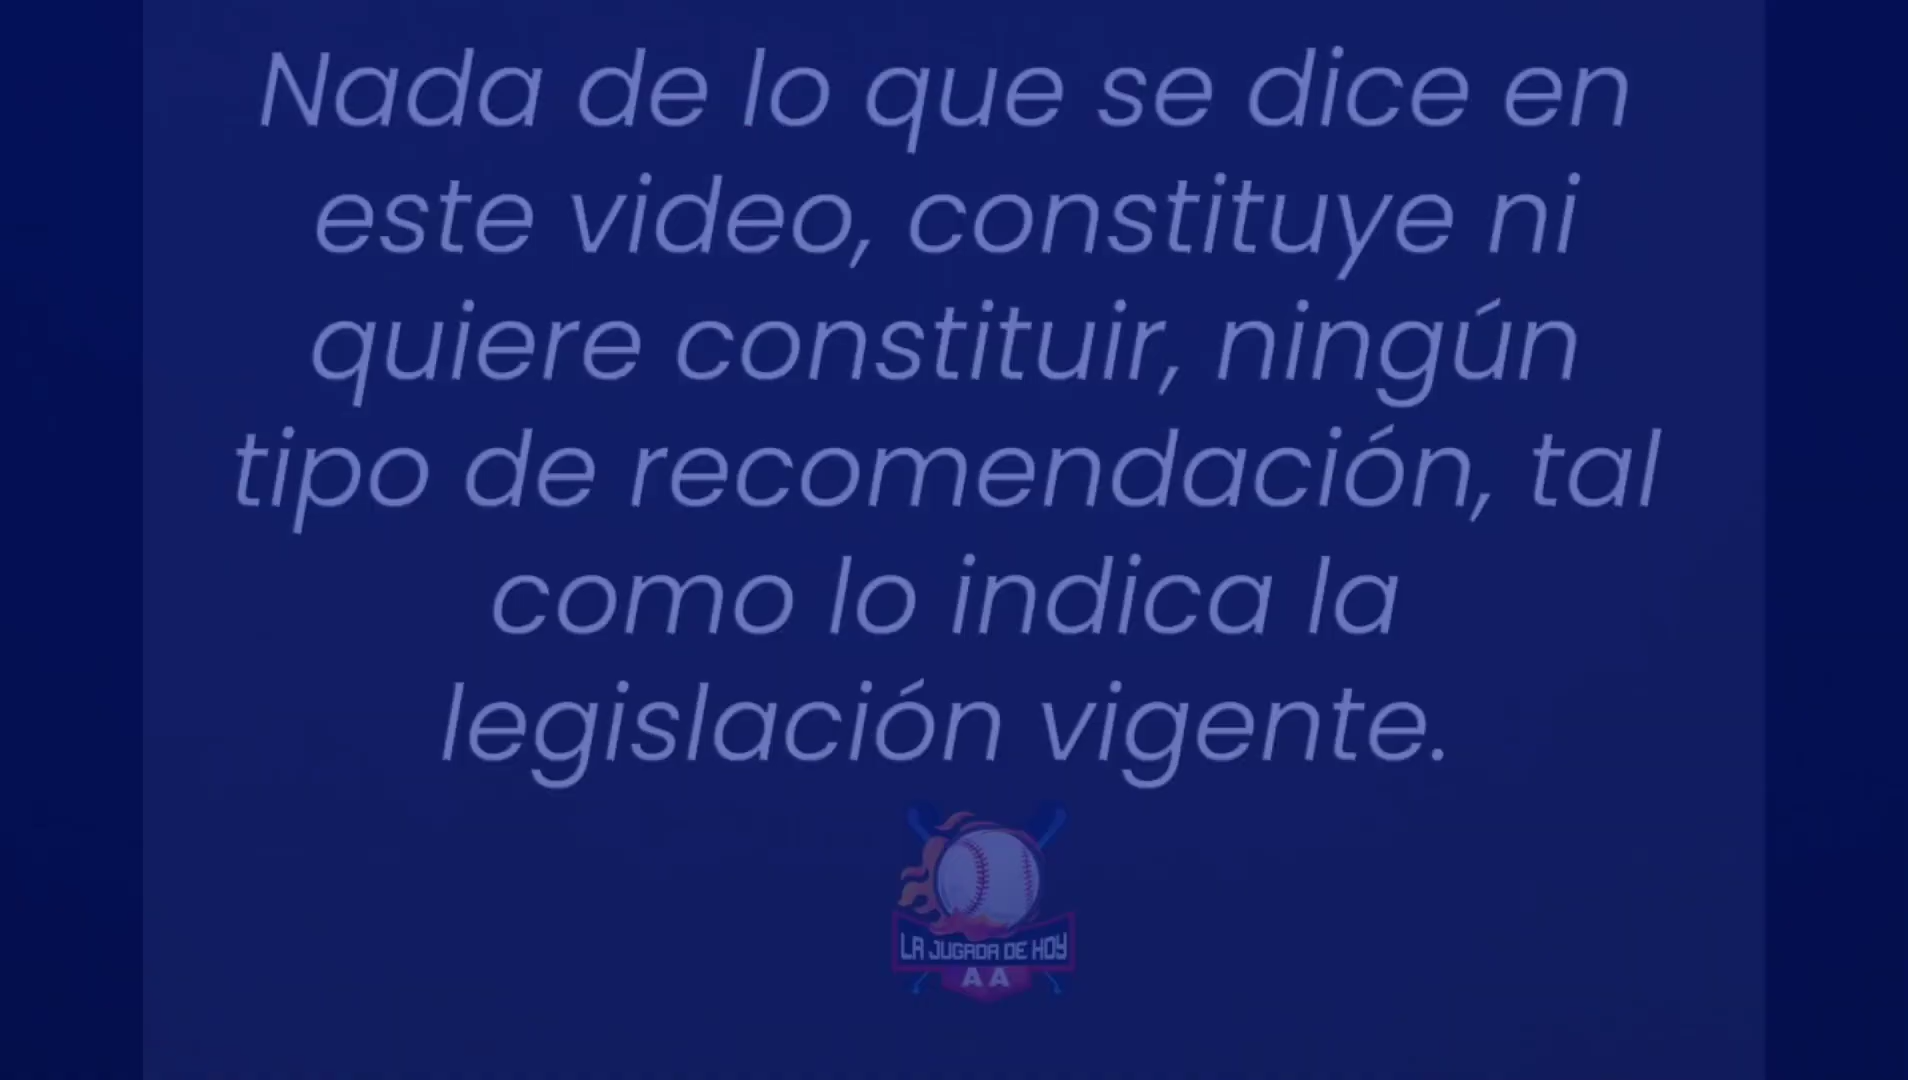 Nada de lo que se dice en
este video, constituye ni
quiere constituir, ningún
tipo de recomendación, tal
como lo indica la
legislación vigente.
LA JUGADA DE HOY
AA